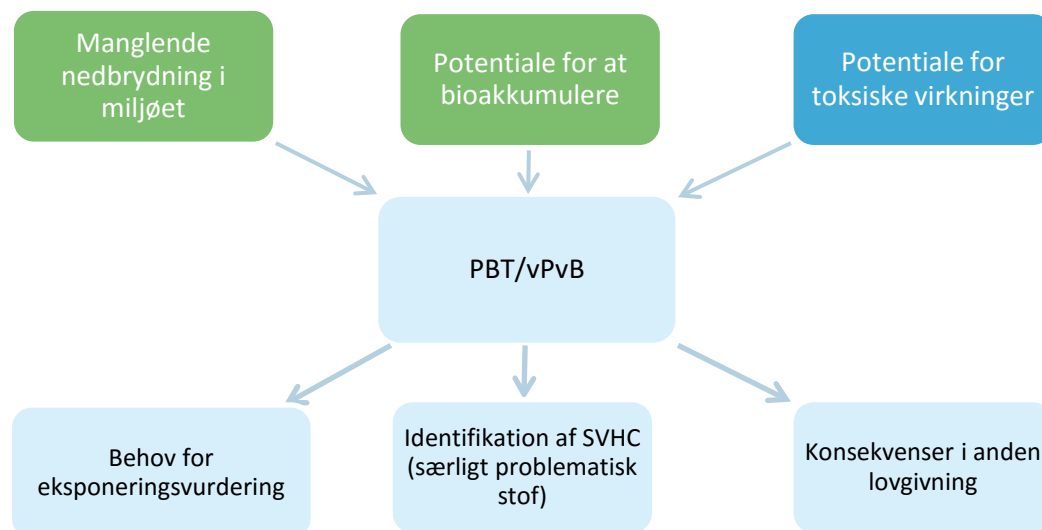 Manglende
nedbrydning i
miljøet
Potentiale for at
bioakkumulere
Potentiale for
toksiske virkninger
PBT/vPvB
Behov for
eksponeringsvurdering
Identifikation af SVHC
(særligt problematisk
stof)
Konsekvenser i anden
lovgivning